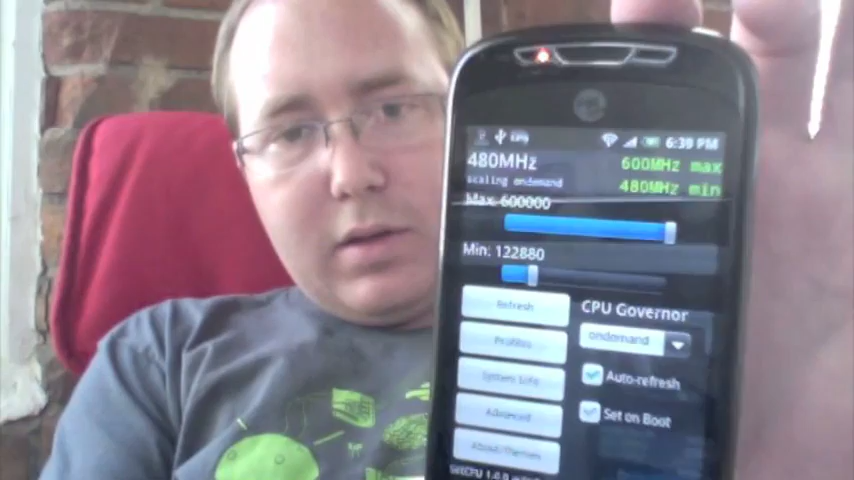 6:39 PM
480MHz
600MHz max
scaling ondemand
480MHz min
Max: 600000
Min: 122880
Refresh
CPU Governor
Profiles
ondemand
System Info
Auto-refresh
Advanced
Set on Boot
About/Themes